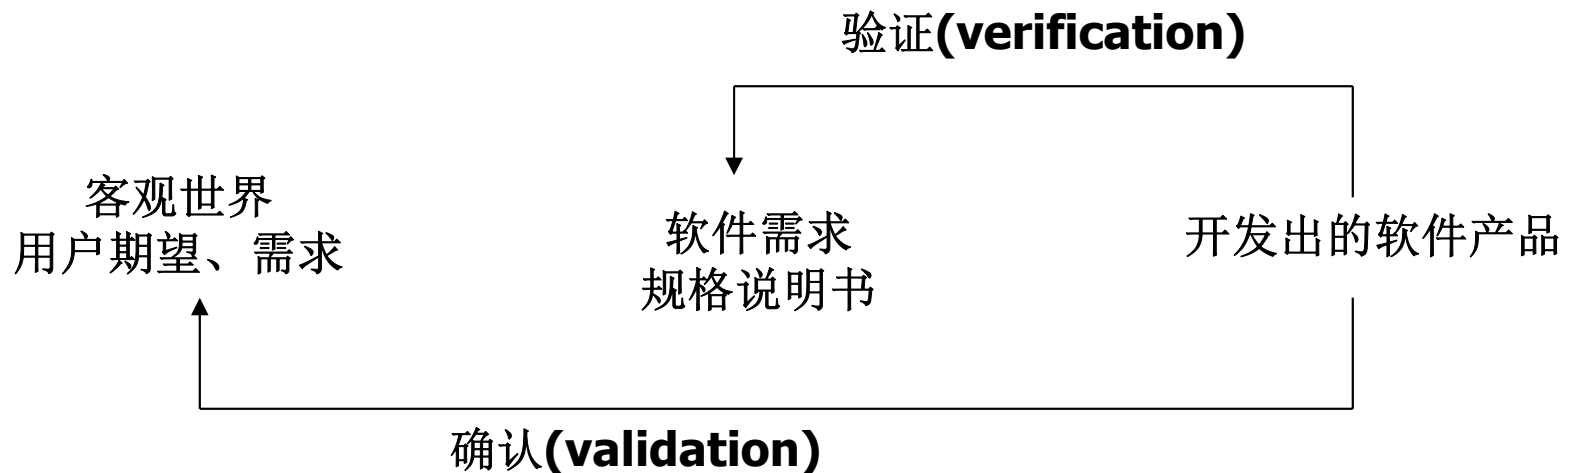 验证(verification)
客观世界
用户期望、需求
软件需求
规格说明书
开发出的软件产品
确认(validation)